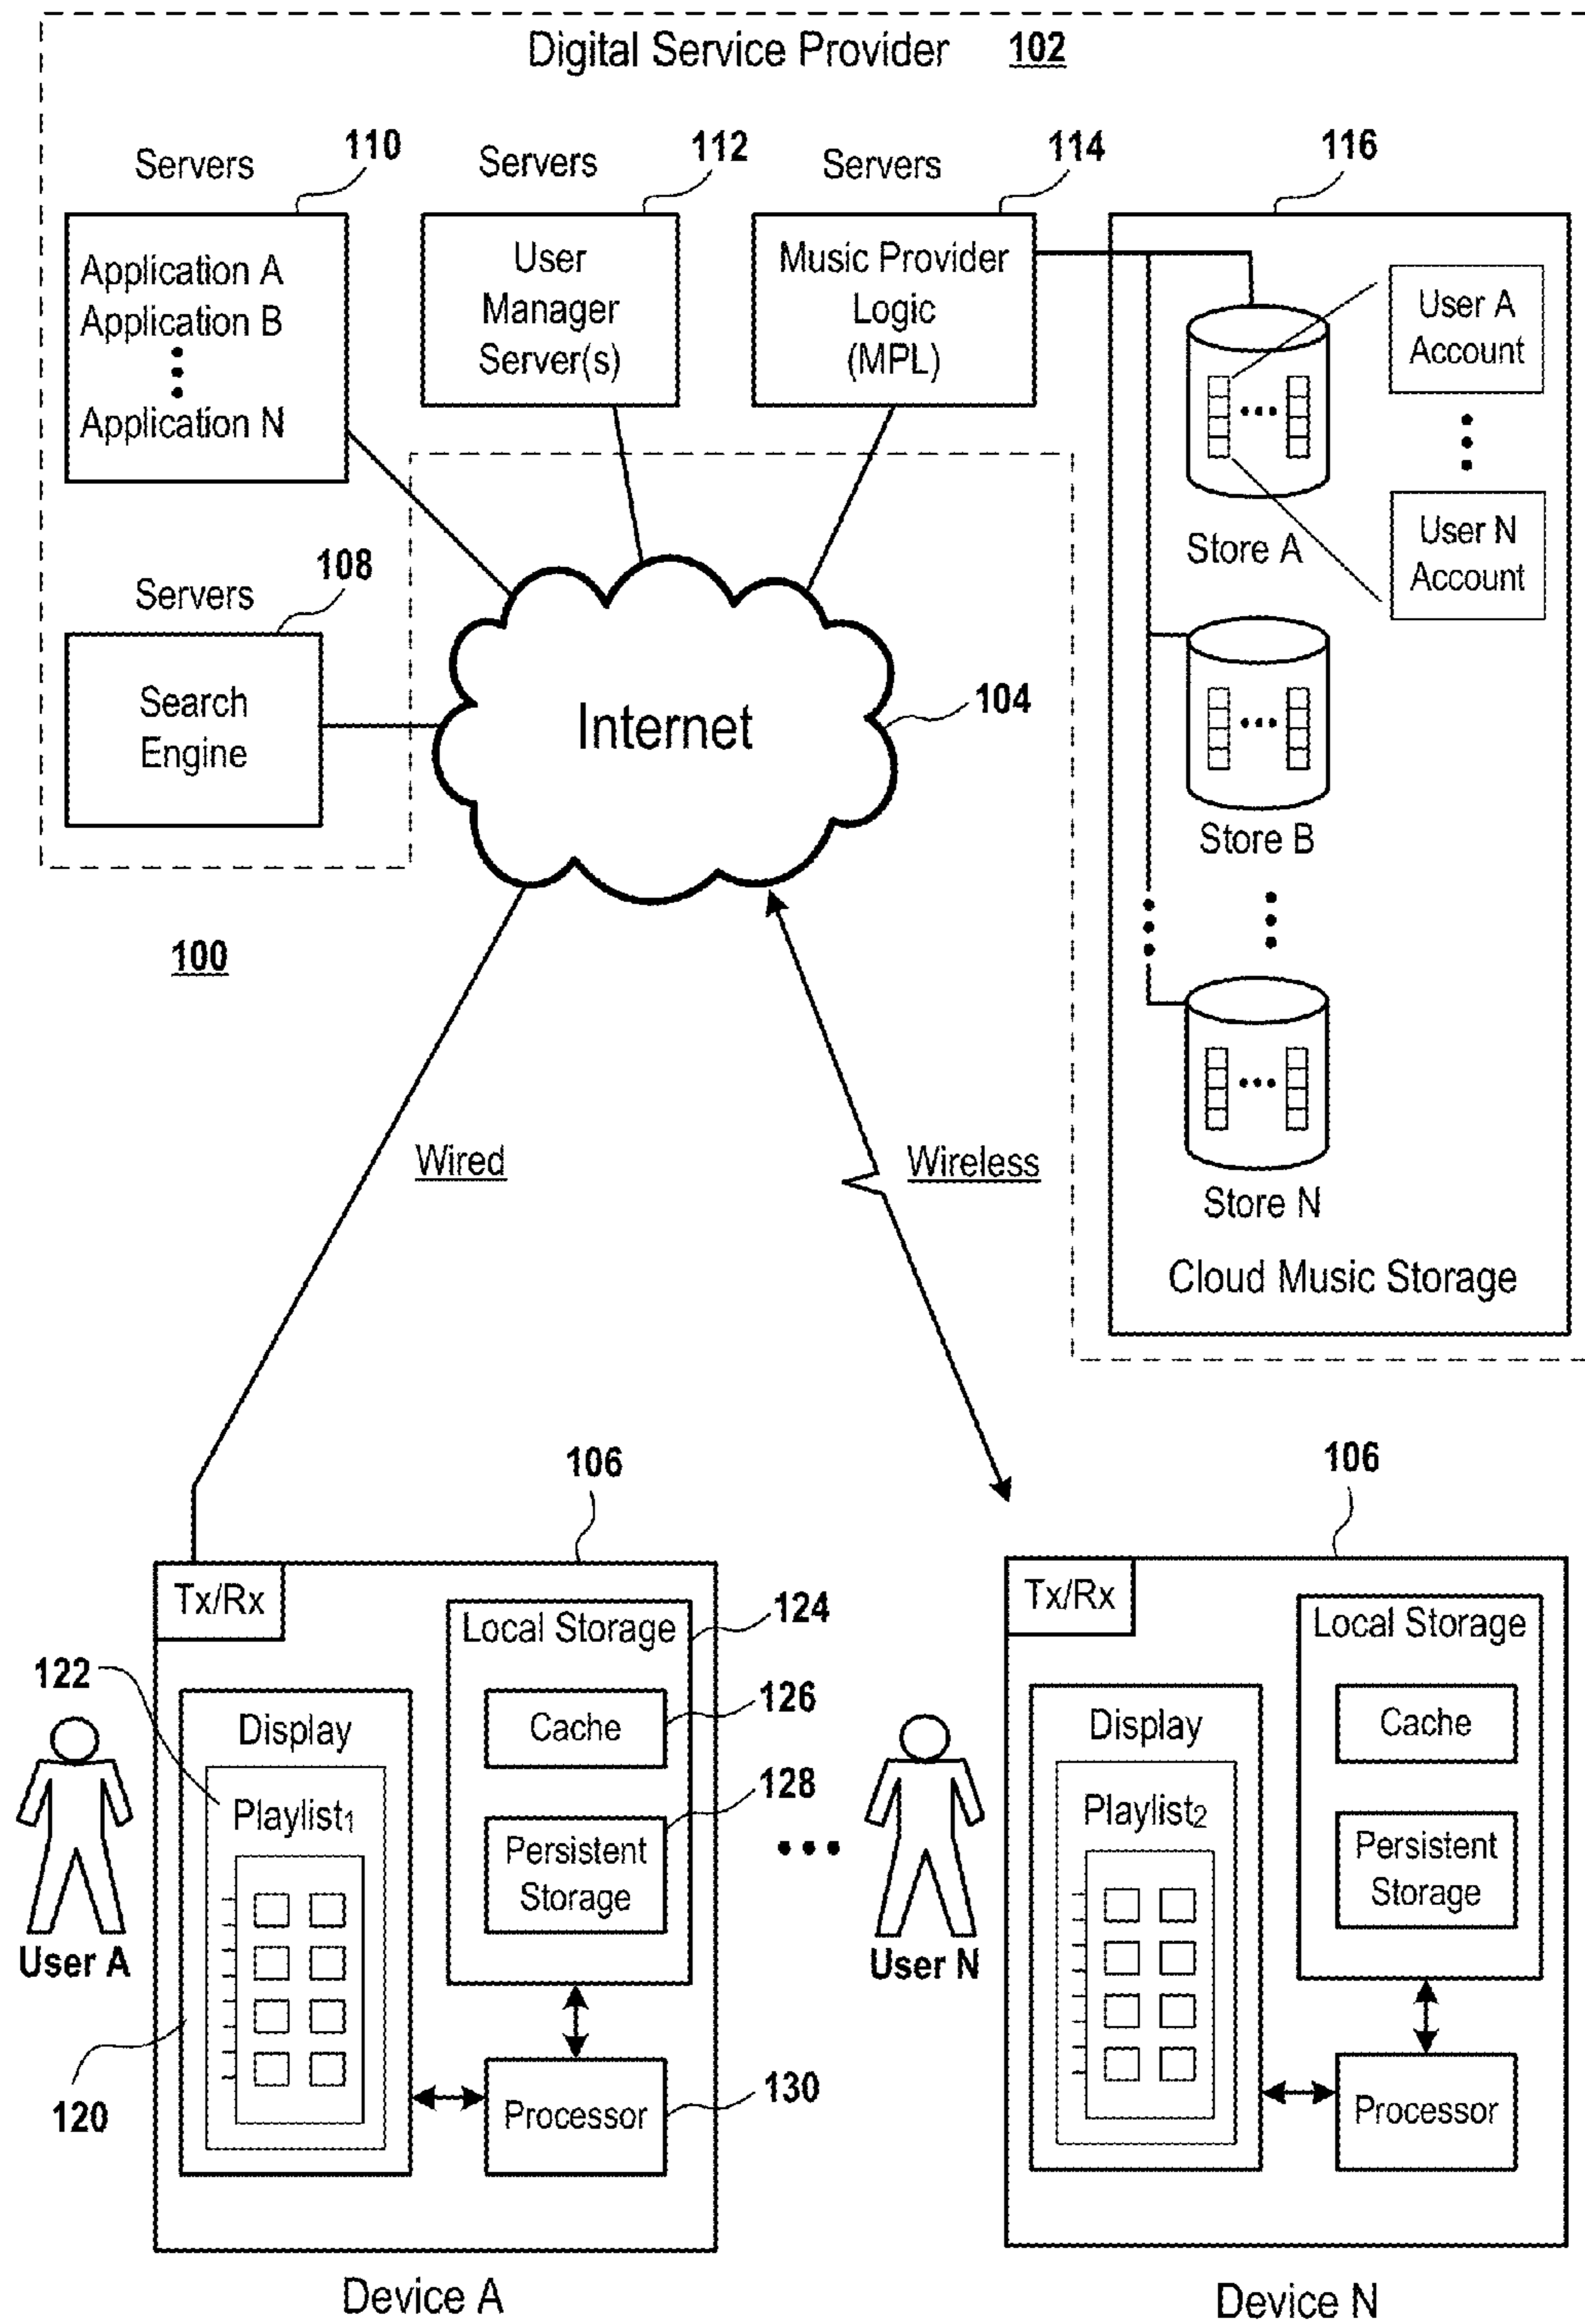 Digital Service Provider 102
Servers 110
Servers 112
Servers 114
116
Application A
Application B
Application N
User
Manager
Server(s)
Music Provider
Logic
(MPL)
User A
Account
Store A
User N
Account
Servers 108
Search
Engine
Internet
104
Store B
100
Wired
Wireless
Store N
Cloud Music Storage
106
106
Tx/Rx
Local Storage
124
122
Display
Cache
126
Playlist1
128
Persistent
Storage
User A
120
Processor
130
Device A
Tx/Rx
Local Storage
Display
Cache
Playlist2
Persistent
Storage
User N
Processor
Device N